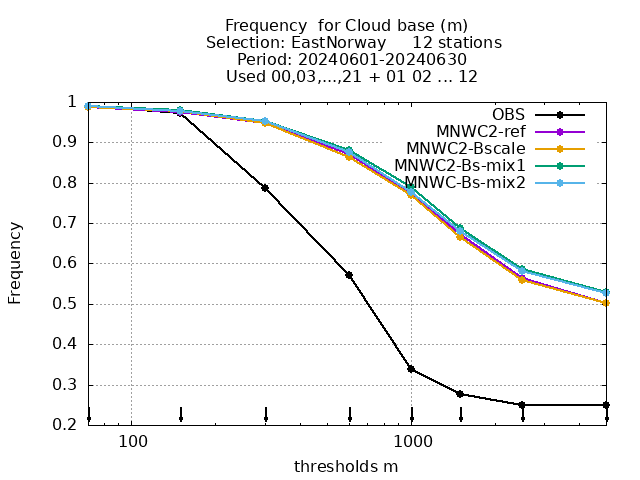 Frequency  for Cloud base (m)
Selection: EastNorway     12 stations
Period: 20240601-20240630
Used 00,03,...,21 + 01 02 ... 12
OBS
MNWC2-ref
MNWC2-Bscale
MNWC2-Bs-mix1
MNWC-Bs-mix2
Frequency
1
0.9
0.8
0.7
0.6
0.5
0.4
0.3
0.2
100
1000
thresholds m